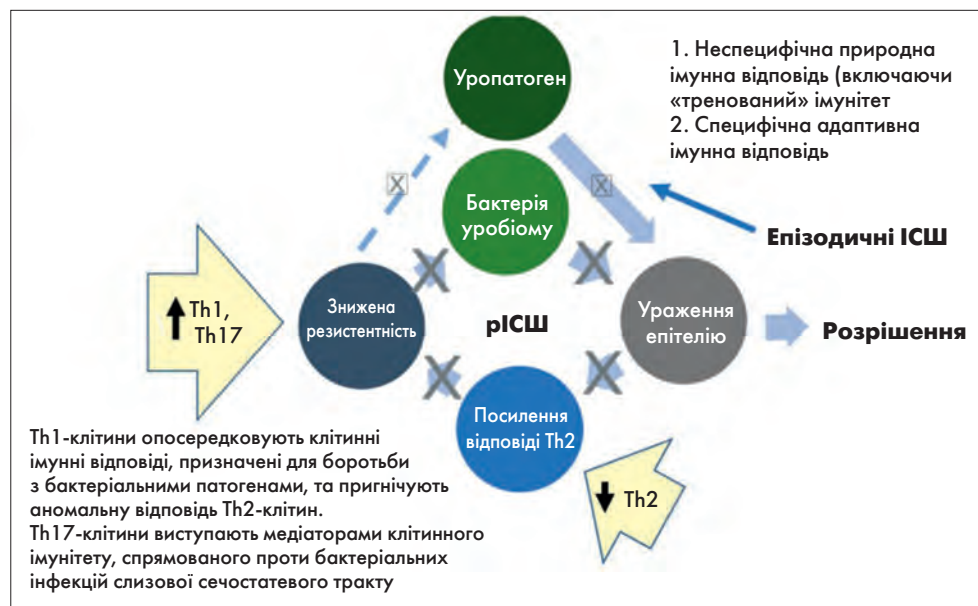 Уропатоген
1. Неспецифічна природна
імунна відповідь (включаючи
«тренований» імунітет
2. Специфічна адаптивна
імунна відповідь
Бактерія
уробіому
Епізодичні ІСШ
Th1,
Th17
Знижена
резистентність
рІСШ
Ураження
епітелію
Розрішення
Посилення
відповіді Th2
Th2
Th1-клітини опосередковують клітинні
імунні відповіді, призначені для боротьби
з бактеріальними патогенами, та пригнічують
аномальну відповідь Th2-клітин.
Th17-клітини виступають медіаторами клітинного
імунітету, спрямованого проти бактеріальних
інфекцій слизової сечостатевого тракту